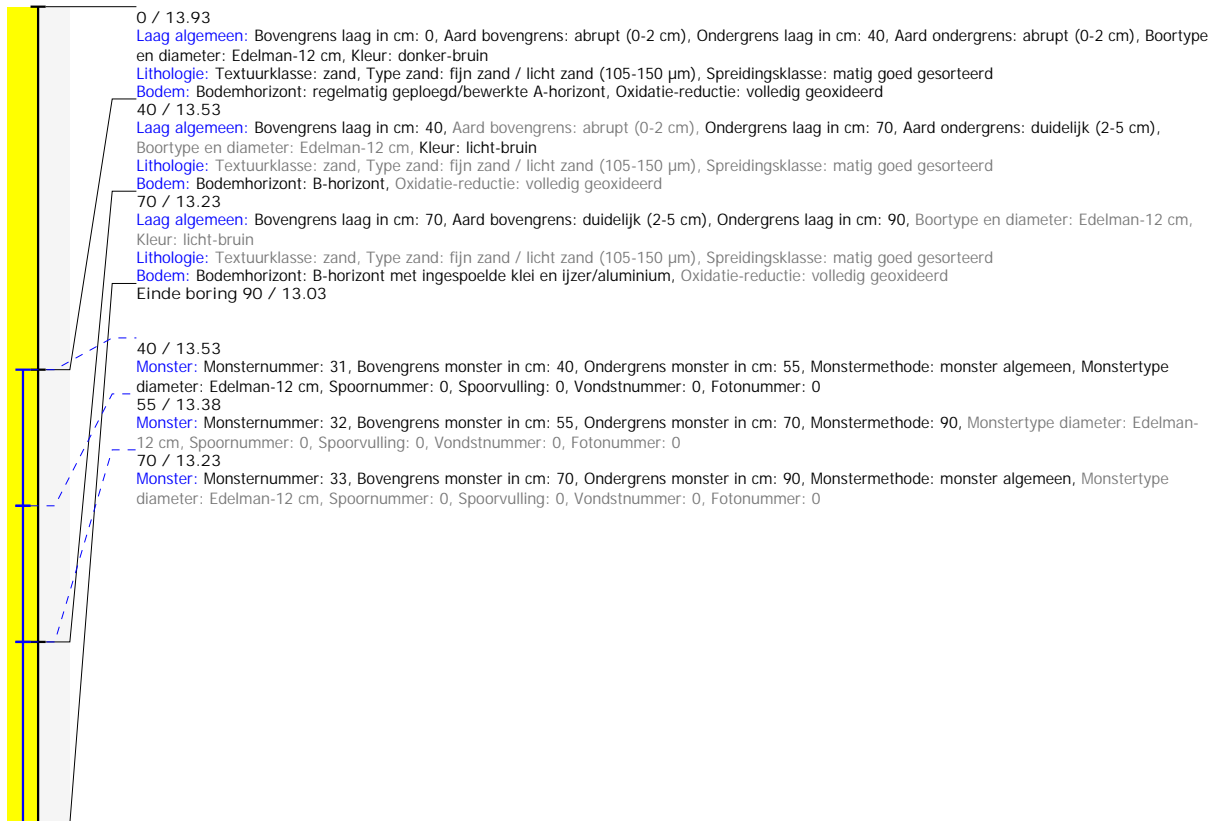 0 / 13.93
Laag algemeen: Bovengrens laag in cm: 0, Aard bovengrens: abrupt (0-2 cm), Ondergrens laag in cm: 40, Aard ondergrens: abrupt (0-2 cm), Boortype
en diameter: Edelman-12 cm, Kleur: donker-bruin
Lithologie: Textuurklasse: zand, Type zand: fijn zand / licht zand (105-150 µm), Spreidingsklasse: matig goed gesorteerd
Bodem: Bodemhorizont: regelmatig geploegd/bewerkte A-horizont, Oxidatie-reductie: volledig geoxideerd
40 / 13.53
Laag algemeen: Bovengrens laag in cm: 40, Aard bovengrens: abrupt (0-2 cm), Ondergrens laag in cm: 70, Aard ondergrens: duidelijk (2-5 cm),
Boortype en diameter: Edelman-12 cm, Kleur: licht-bruin
Lithologie: Textuurklasse: zand, Type zand: fijn zand / licht zand (105-150 µm), Spreidingsklasse: matig goed gesorteerd
Bodem: Bodemhorizont: B-horizont, Oxidatie-reductie: volledig geoxideerd
70 / 13.23
Laag algemeen: Bovengrens laag in cm: 70, Aard bovengrens: duidelijk (2-5 cm), Ondergrens laag in cm: 90, Boortype en diameter: Edelman-12 cm,
Kleur: licht-bruin
Lithologie: Textuurklasse: zand, Type zand: fijn zand / licht zand (105-150 µm), Spreidingsklasse: matig goed gesorteerd
Bodem: Bodemhorizont: B-horizont met ingespoelde klei en ijzer/aluminium, Oxidatie-reductie: volledig geoxideerd
Einde boring 90 / 13.03
40 / 13.53
Monster: Monsternummer: 31, Bovengrens monster in cm: 40, Ondergrens monster in cm: 55, Monstermethode: monster algemeen, Monstertype
diameter: Edelman-12 cm, Spoornummer: 0, Spoorvulling: 0, Vondstnummer: 0, Fotonummer: 0
55 / 13.38
Monster: Monsternummer: 32, Bovengrens monster in cm: 55, Ondergrens monster in cm: 70, Monstermethode: 90, Monstertype diameter: Edelman-
12 cm, Spoornummer: 0, Spoorvulling: 0, Vondstnummer: 0, Fotonummer: 0
70 / 13.23
Monster: Monsternummer: 33, Bovengrens monster in cm: 70, Ondergrens monster in cm: 90, Monstermethode: monster algemeen, Monstertype
diameter: Edelman-12 cm, Spoornummer: 0, Spoorvulling: 0, Vondstnummer: 0, Fotonummer: 0